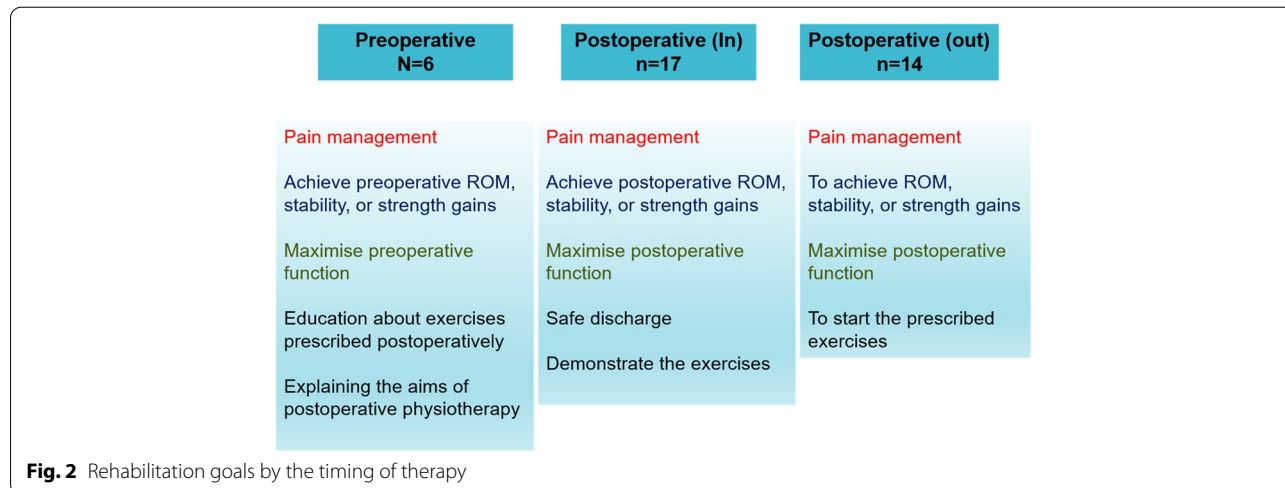 Preoperative
N=6
Postoperative (In)
n=17
Postoperative (out)
n=14
Pain management
Achieve preoperative ROM,
stability, or strength gains
Maximise preoperative
function
Education about exercises
prescribed postoperatively
Explaining the aims of
postoperative physiotherapy
Pain management
Achieve postoperative ROM,
stability, or strength gains
Maximise postoperative
function
Safe discharge
Demonstrate the exercises
Pain management
To achieve ROM,
stability, or strength gains
Maximise postoperative
function
To start the prescribed
exercises
Fig. 2 Rehabilitation goals by the timing of therapy